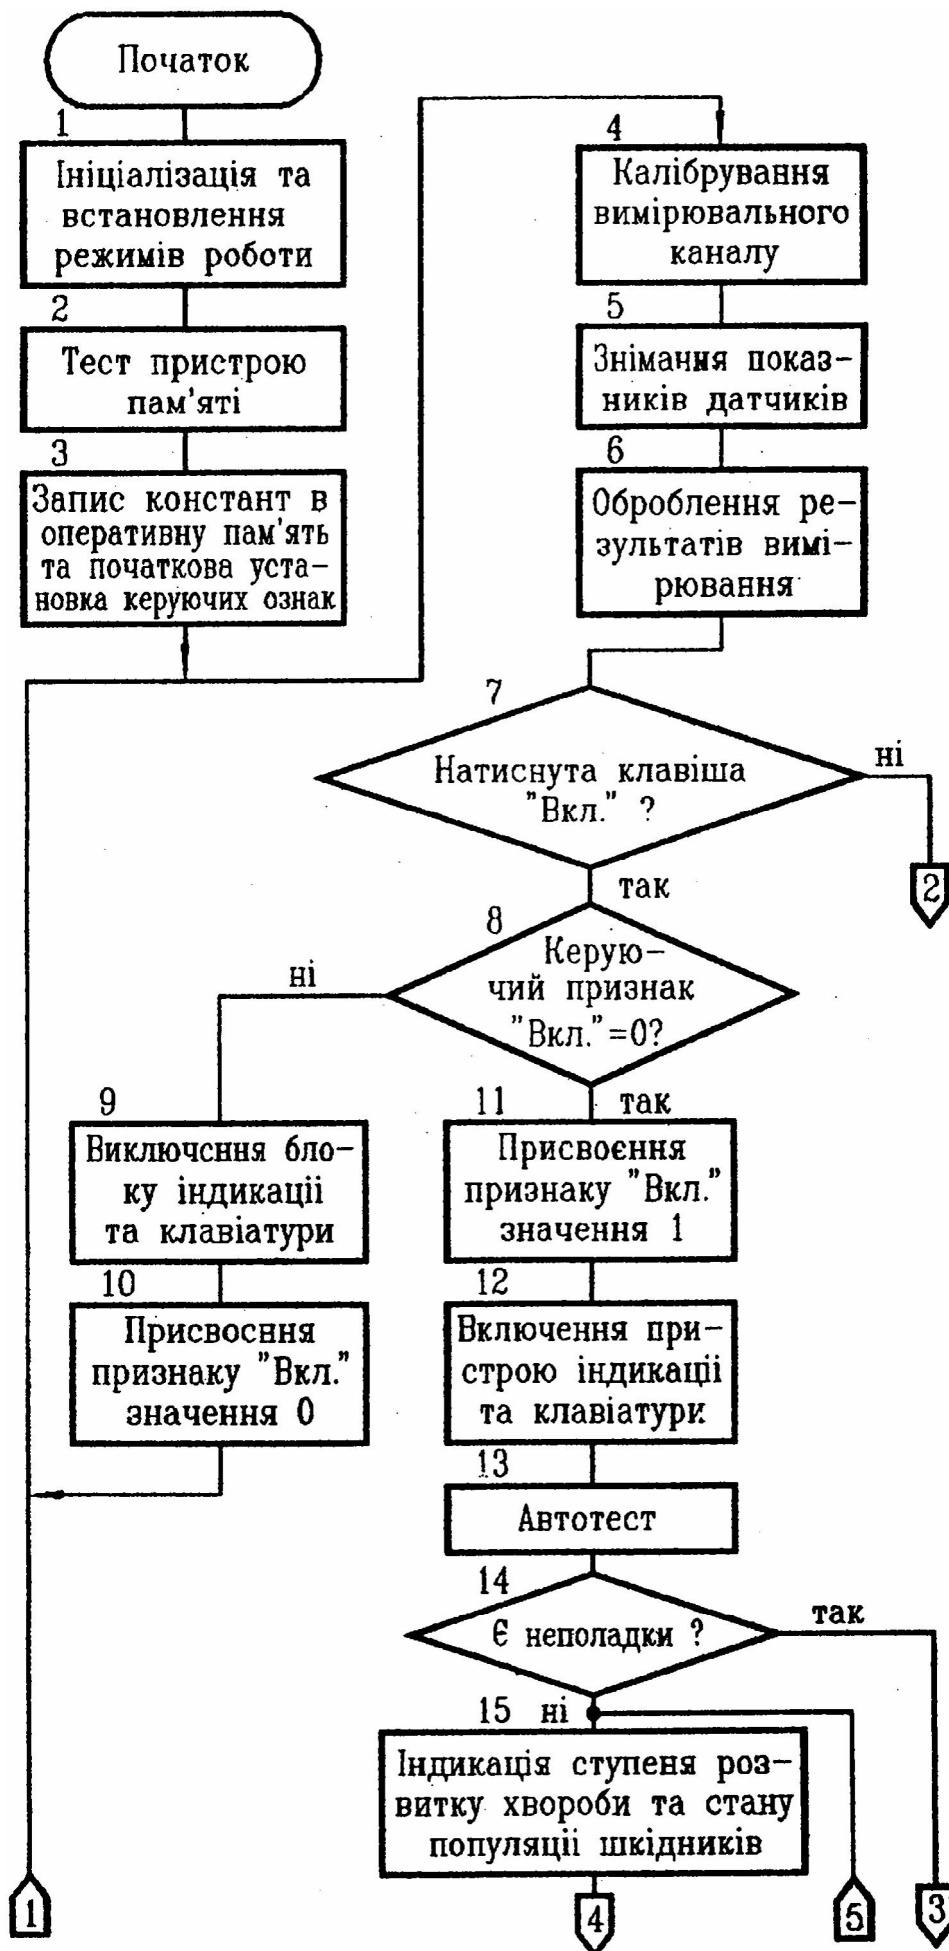 Початок
1
Ініціалізація та
встановлення
режимів роботи
2
Тест пристрою
пам'яті
3
Запис констант в
оперативну пам'ять
та початкова уста-
новка керуючих ознак
4
Калібрування
вимірювального
каналу
5
Знімання показ-
ників датчиків
6
Оброблення ре-
зультатів вимі-
рювання
7
Натиснута клавіша
"Вкл." ?
ні
2
так
8
Керую-
чий признак
"Вкл."=0?
ні
так
9
Виключення бло-
ку індикації
та клавіатури
10
Присвоєння
признаку "Вкл."
значення 0
11
Присвоєння
признаку "Вкл."
значення 1
12
Включення при-
строю індикації
та клавіатури
13
Автотест
14
Є неполадки ?
так
15 ні
Індикація ступеня роз-
витку хвороби та стану
популяції шкідників
1
4
5
3